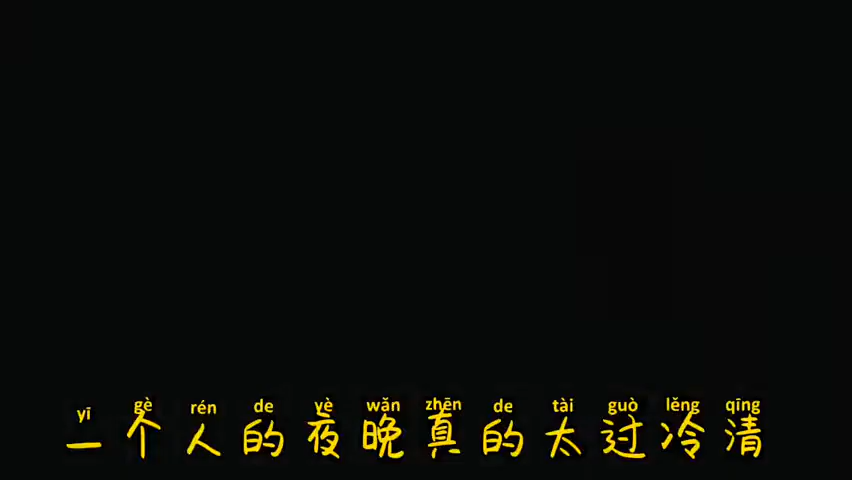 yī gè rén de yè wǎn zhēn de tài guò lěng qīng
一个人的夜晚真的太过冷清